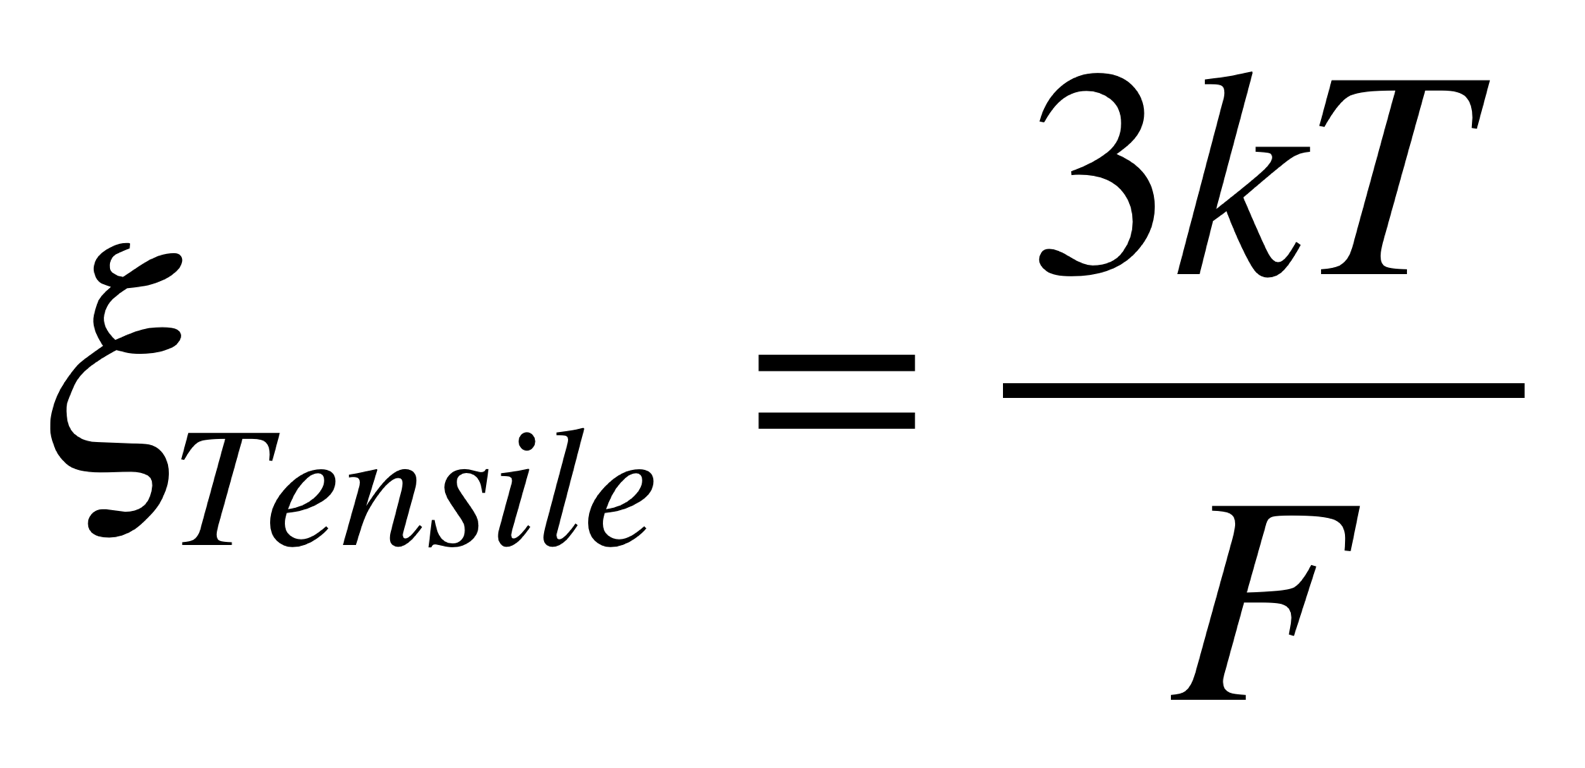 ξ_Tensile = 3kT / F